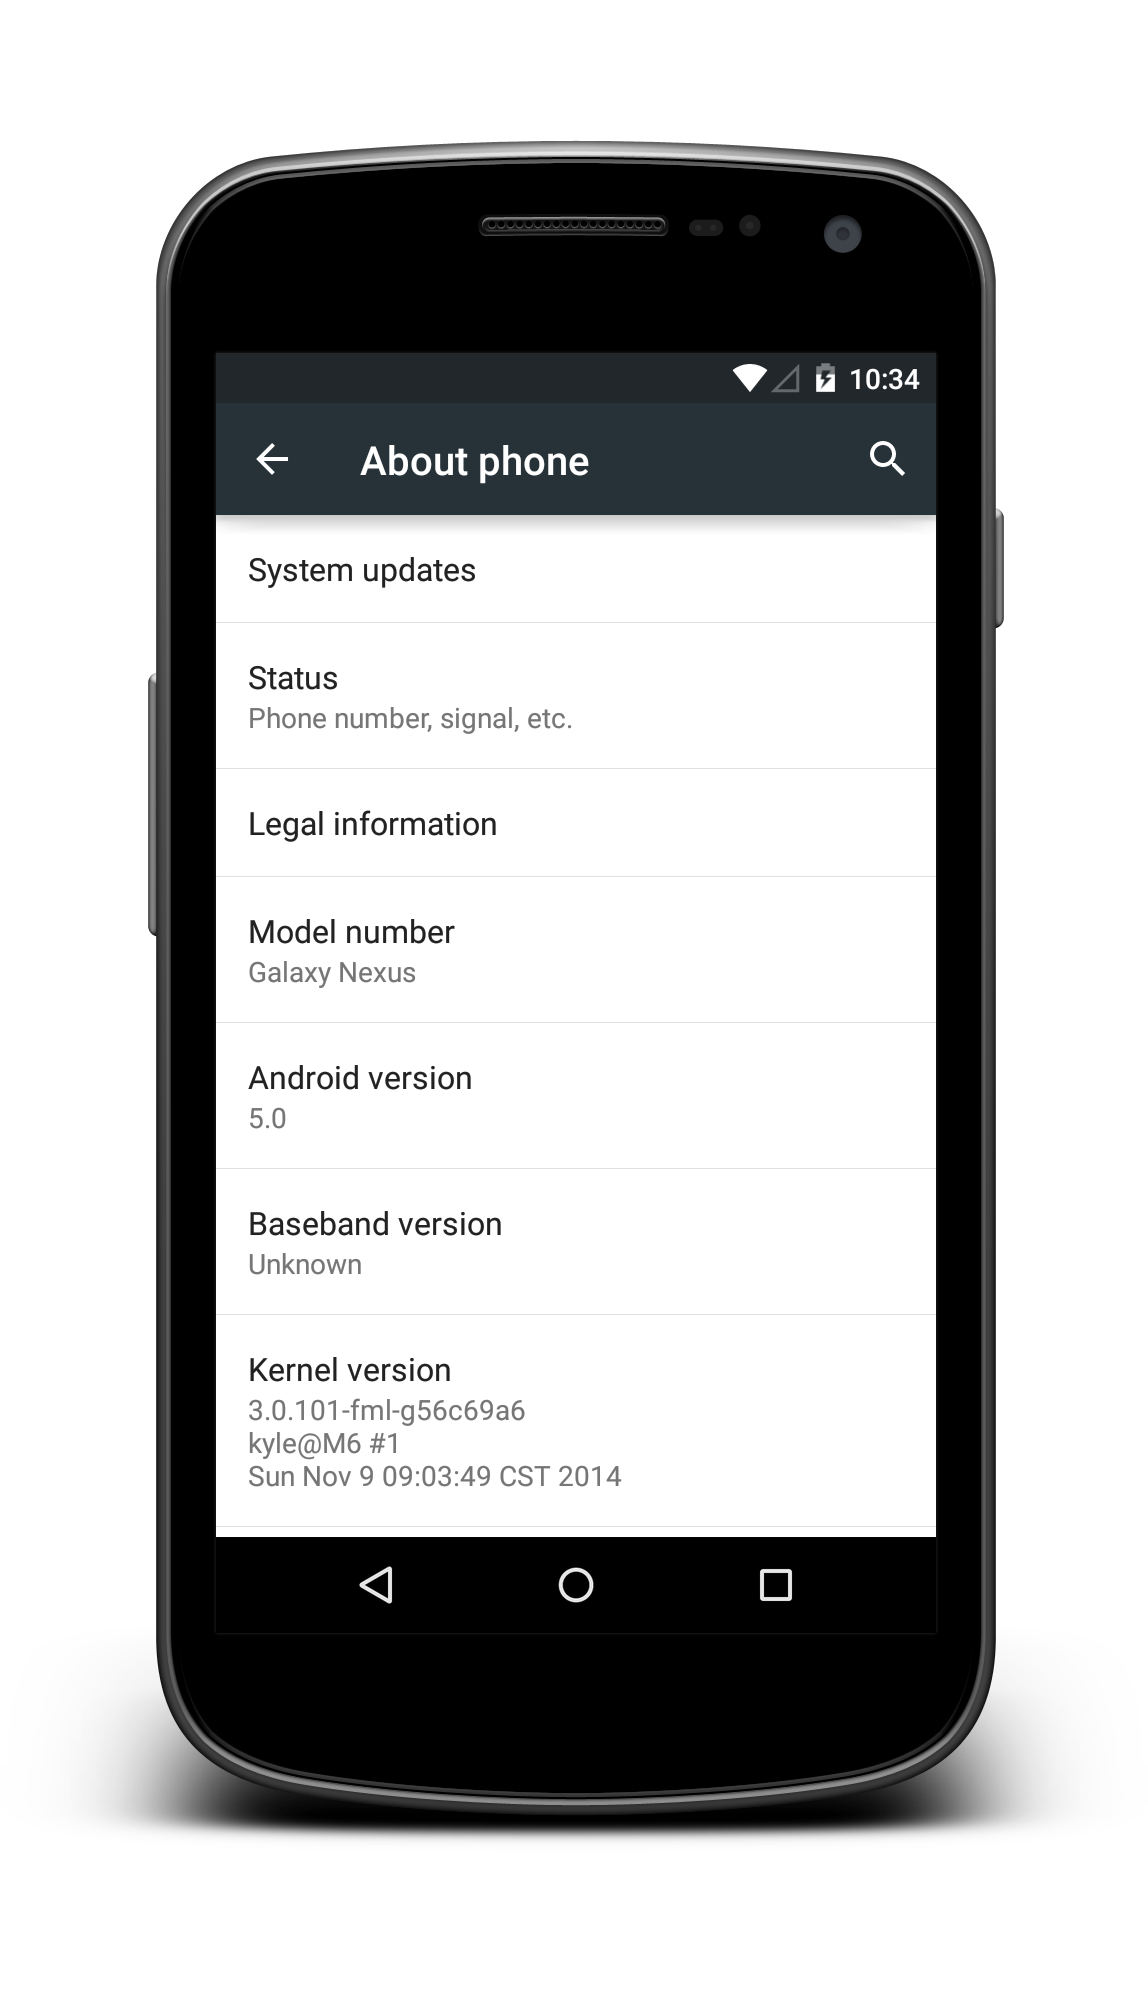 10:34
About phone
System updates
Status
Phone number, signal, etc.
Legal information
Model number
Galaxy Nexus
Android version
5.0
Baseband version
Unknown
Kernel version
3.0.101-fml-g56c69a6
kyle@M6 #1
Sun Nov 9 09:03:49 CST 2014